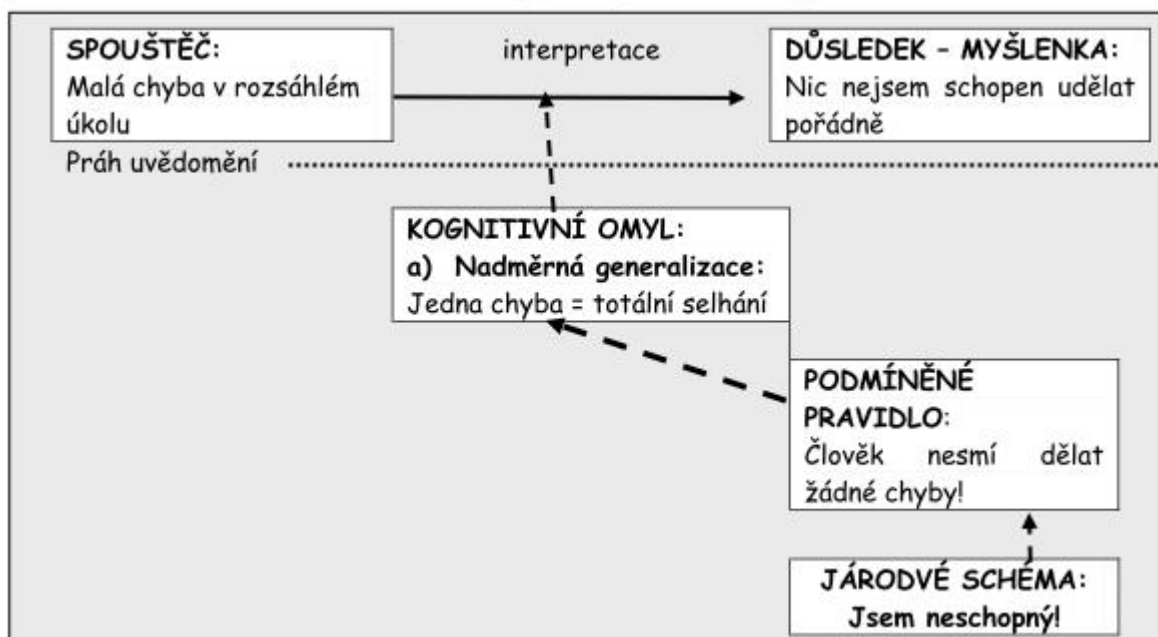 SPOUŠTĚČ:
Malá chyba v rozsáhlém
úkolu
interpretace
DŮSLEDEK – MYŠLENKA:
Nic nejsem schopen udělat
pořádně
Práh uvědomění
KOGNITIVNÍ OMYL:
a) Nadměrná generalizace:
Jedna chyba = totální selhání
PODMÍNĚNÉ
PRAVIDLO:
Člověk nesmí dělat
žádné chyby!
JÁRODVÉ SCHÉMA:
Jsem neschopný!